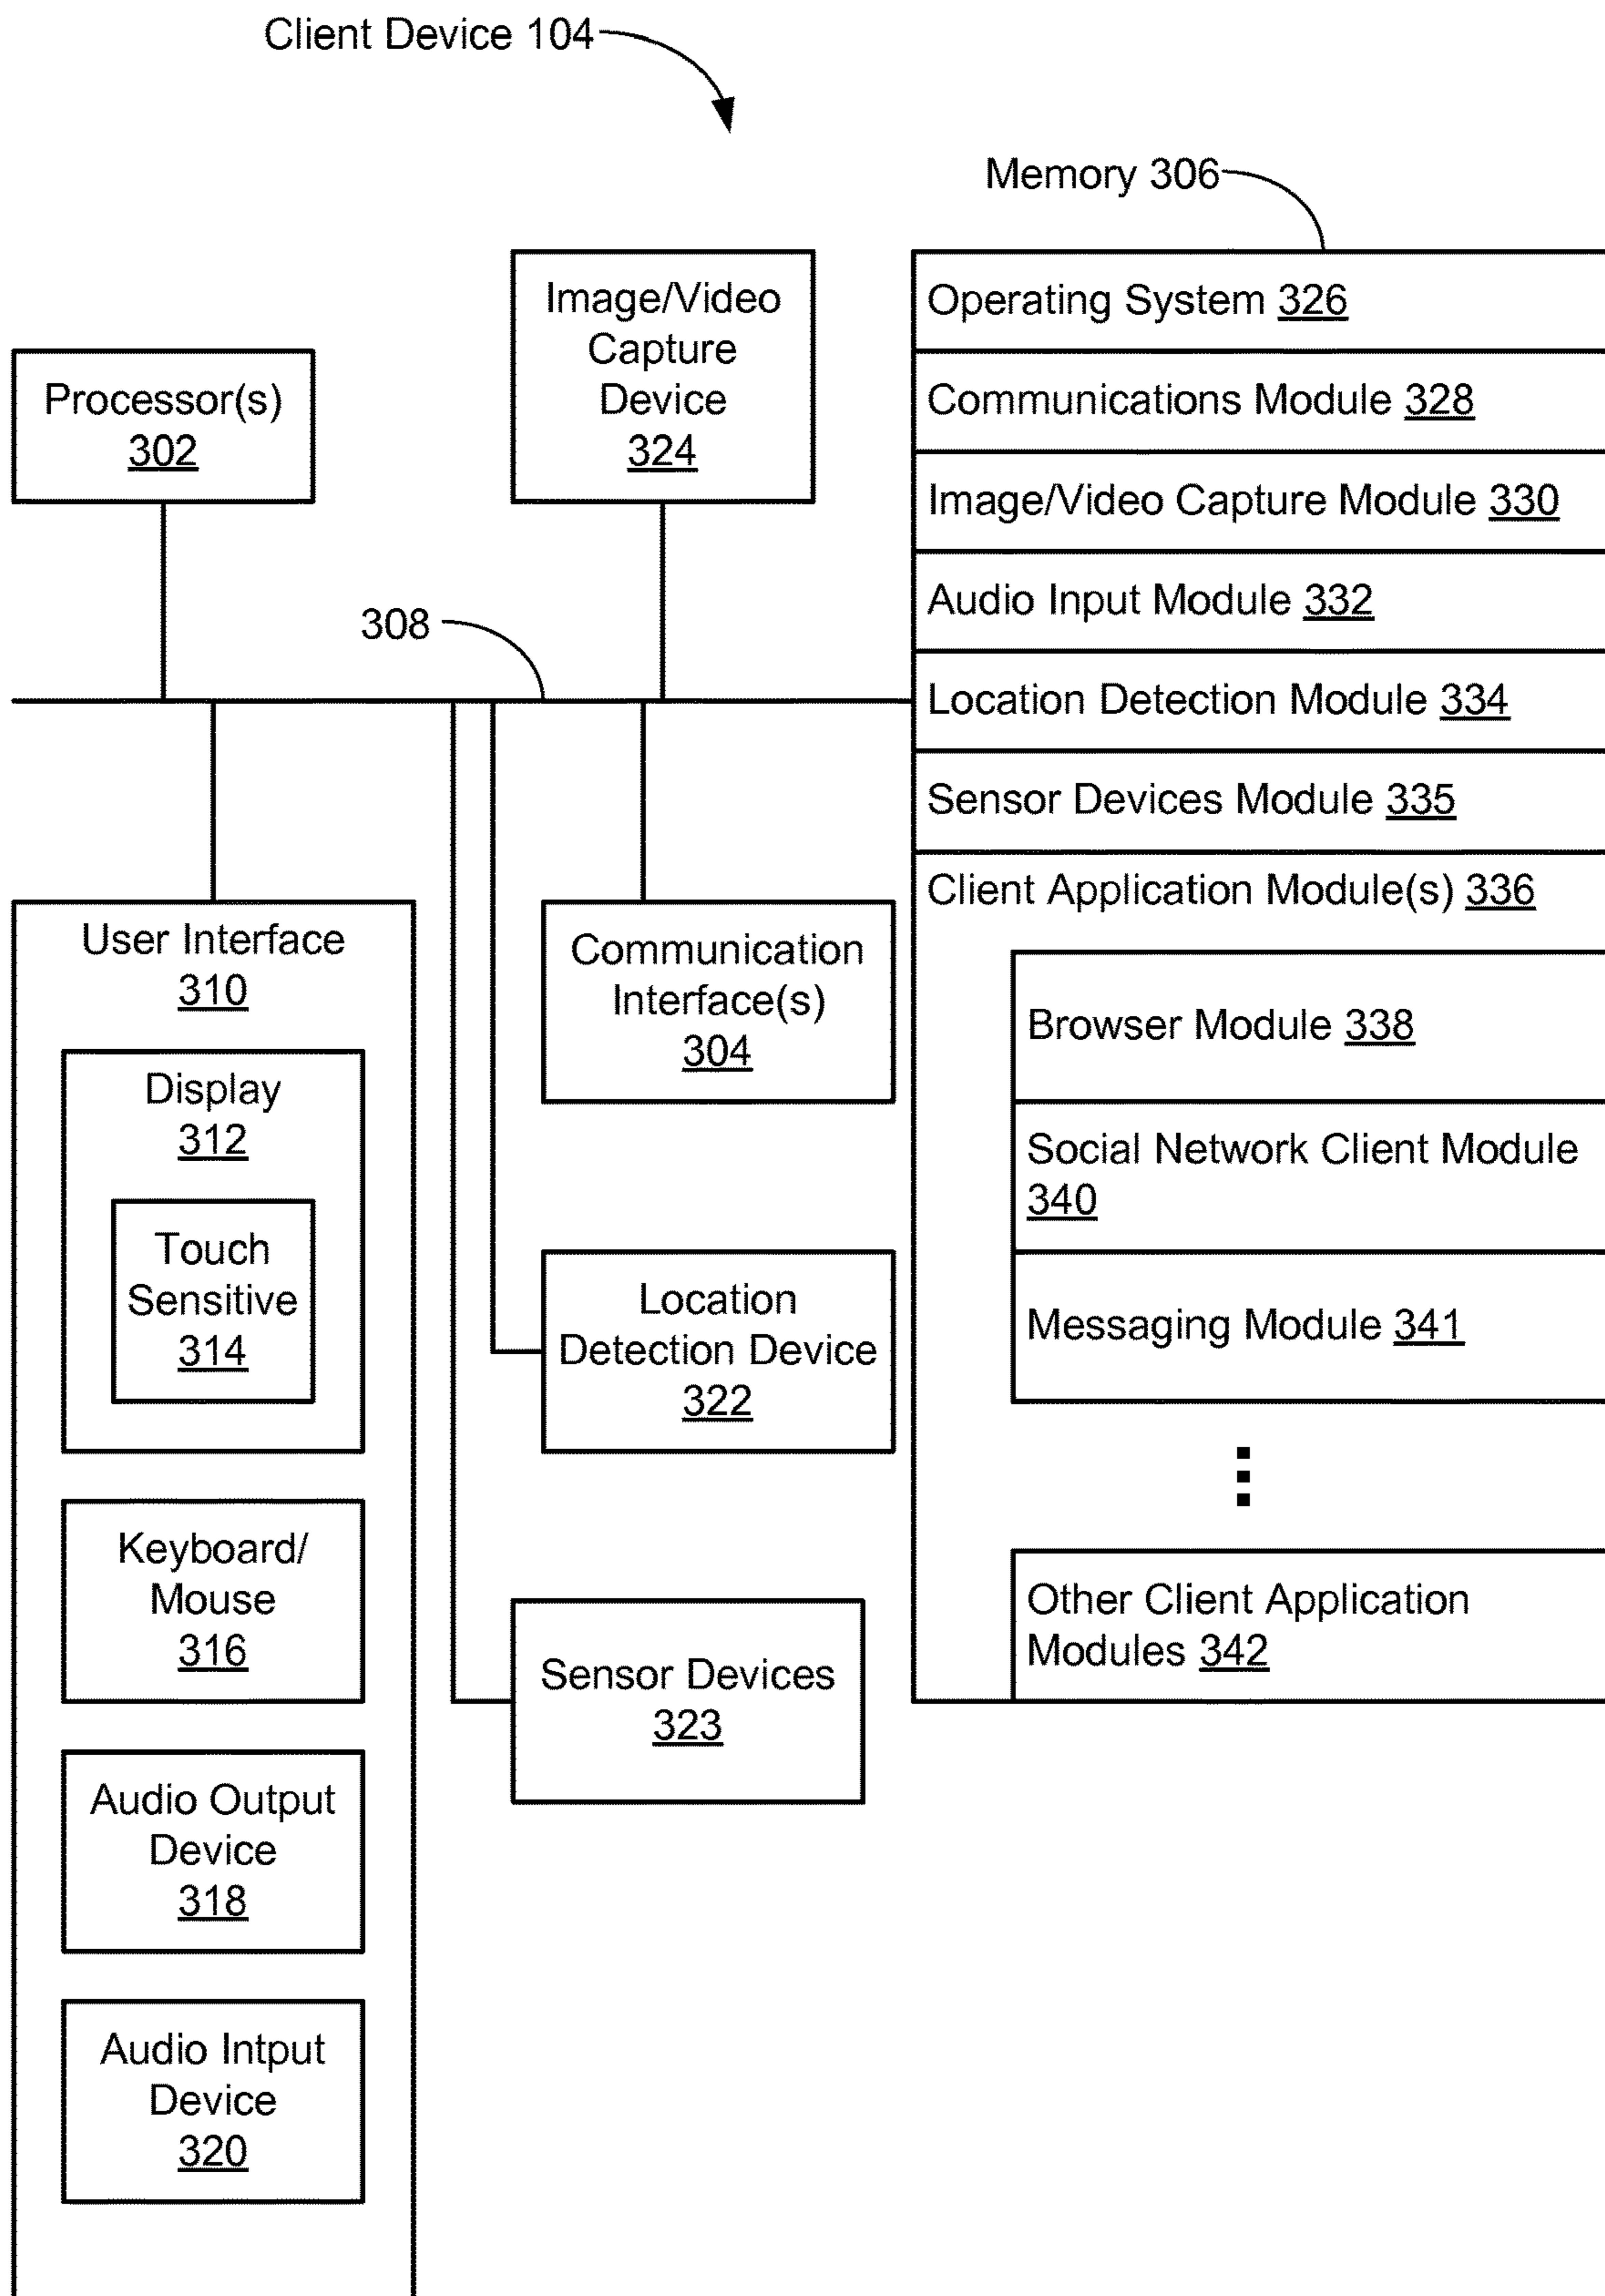 Client Device 104
Memory 306
Processor(s)
302
Image/Video
Capture
Device
324
308
User Interface
310
Display
312
Touch
Sensitive
314
Keyboard/
Mouse
316
Audio Output
Device
318
Audio Intput
Device
320
Communication
Interface(s)
304
Location
Detection Device
322
Sensor Devices
323
Operating System 326
Communications Module 328
Image/Video Capture Module 330
Audio Input Module 332
Location Detection Module 334
Sensor Devices Module 335
Client Application Module(s) 336
Browser Module 338
Social Network Client Module
340
Messaging Module 341
Other Client Application
Modules 342